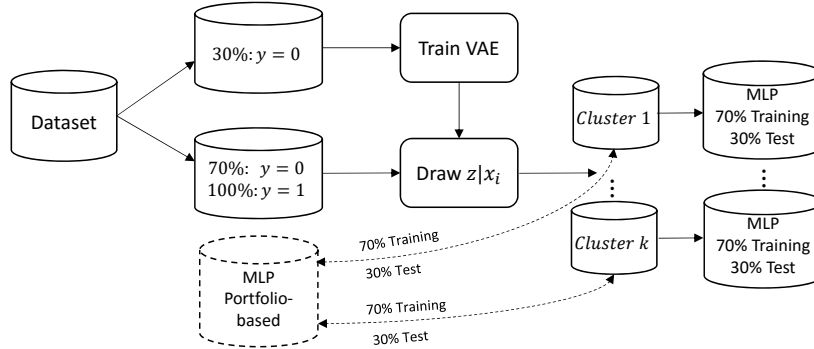 Dataset
30%: y = 0
Train VAE
70%: y = 0
100%: y = 1
Draw z|x_i
Cluster 1
MLP
70% Training
30% Test
⋮
⋮
Cluster k
MLP
70% Training
30% Test
MLP
Portfolio-
based
70% Training
30% Test
70% Training
30% Test